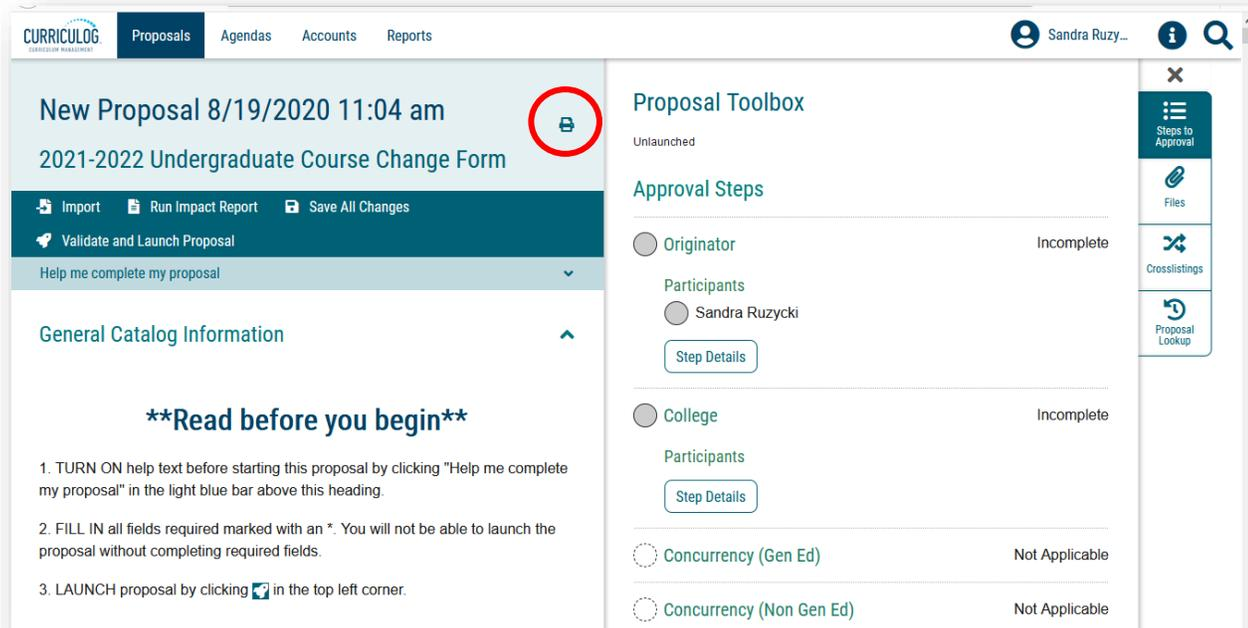 CURRICULOG
CURRICULUM MANAGEMENT
Proposals
Agendas
Accounts
Reports
Sandra Ruzy...
New Proposal 8/19/2020 11:04 am
2021-2022 Undergraduate Course Change Form
Import
Run Impact Report
Save All Changes
Validate and Launch Proposal
Help me complete my proposal
General Catalog Information
**Read before you begin**
1. TURN ON help text before starting this proposal by clicking "Help me complete
my proposal" in the light blue bar above this heading.
2. FILL IN all fields required marked with an *. You will not be able to launch the
proposal without completing required fields.
3. LAUNCH proposal by clicking in the top left corner.
Proposal Toolbox
Unlaunched
Approval Steps
Originator
Incomplete
Participants
Sandra Ruzycki
Step Details
College
Incomplete
Participants
Step Details
Concurrency (Gen Ed)
Not Applicable
Concurrency (Non Gen Ed)
Not Applicable
Steps to
Approval
Files
Crosslistings
Proposal
Lookup